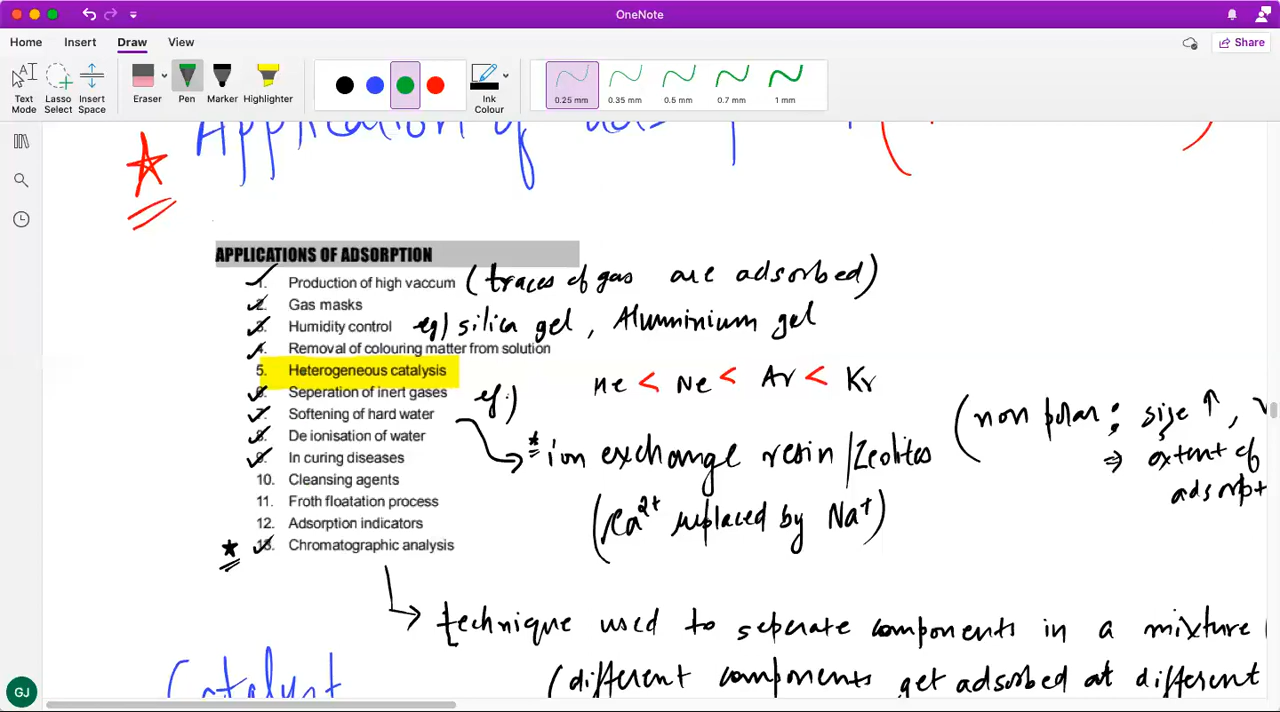 OneNote
Home Insert Draw View
Share
Text Mode
Lasso Select
Insert Space
Eraser
Pen
Marker
Highlighter
Ink Colour
0.25 mm 0.35 mm 0.5 mm 0.7 mm 1 mm
Application of
APPLICATIONS OF ADSORPTION
1. Production of high vaccum (traces of gas are adsorbed)
2. Gas masks
3. Humidity control eg) silica gel, Aluminium gel
4. Removal of colouring matter from solution
5. Heterogeneous catalysis
He < Ne < Ar < Kr
6. Seperation of inert gases eg:)
7. Softening of hard water
(non polar: size ↑,
8. De ionisation of water
*ion exchange resin/Zeolites
⇒ extent of
9. In curing diseases
adsorpt
10. Cleansing agents
11. Froth floatation process
(Ca2+ replaced by Na+)
12. Adsorption indicators
13. Chromatographic analysis
technique used to seperate components in a mixture
Catalyst
(different components get adsorbed at different
GJ